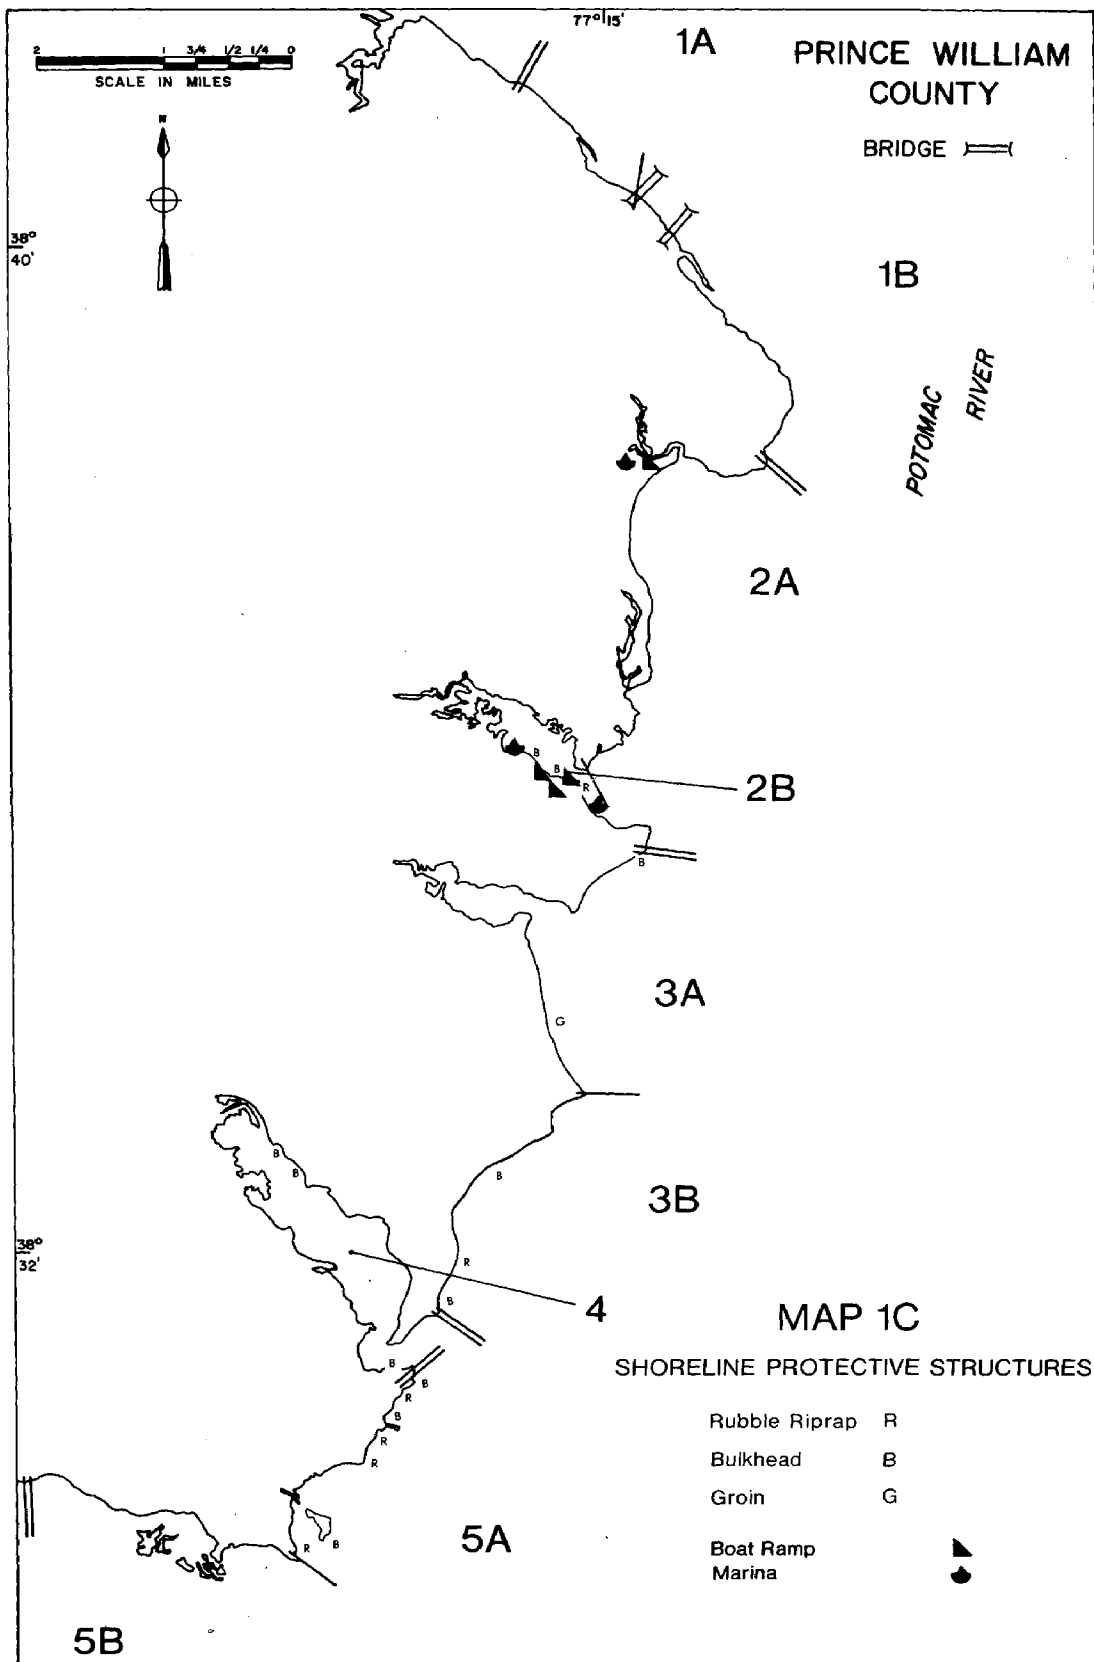 77° 15'
1A
PRINCE WILLIAM
COUNTY
2 1 3/4 1/2 1/4 0
SCALE IN MILES
N
BRIDGE
38°
40'
1B
POTOMAC RIVER
2A
B
B
R
2B
B
3A
G
B
B
B
3B
38°
32'
R
B
4
MAP 1C
SHORELINE PROTECTIVE STRUCTURES
B
B
R
B
R
R
Rubble Riprap R
Bulkhead B
Groin G
B
R
5A
Boat Ramp
Marina
5B